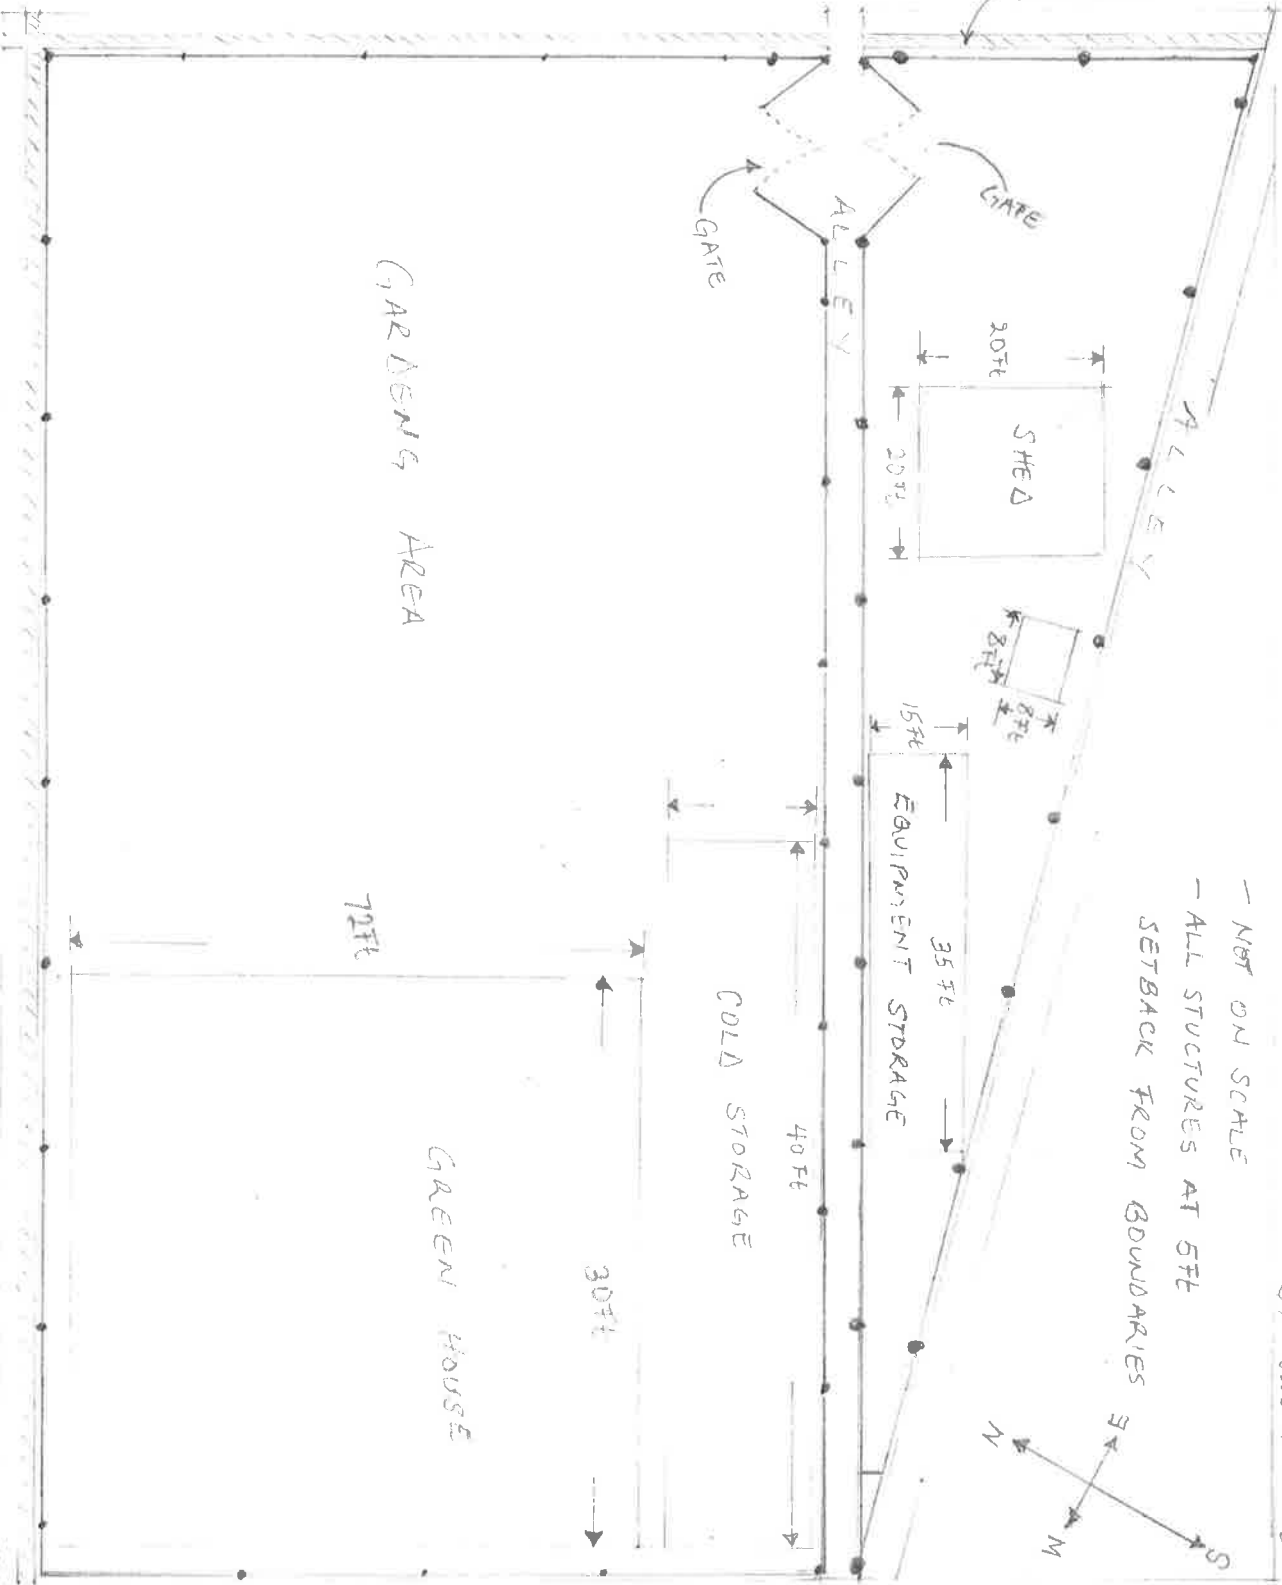 - NOT ON SCALE
- ALL STUCTURES AT 5Ft
SETBACK FROM BOUNDARIES
N
E
W
S
ALLEY
GATE
20Ft
SHED
20Ft
8Ft
8Ft
15Ft
35Ft
EQUIPMENT STORAGE
ALLEY
GATE
40Ft
COLD STORAGE
30Ft
GREEN HOUSE
72Ft
GARDENG AREA